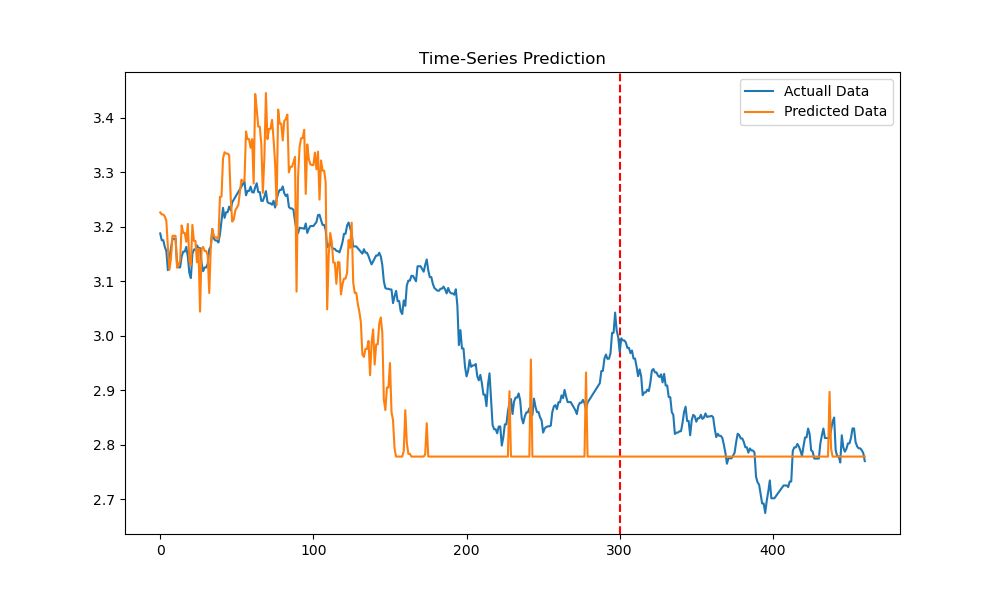 Time-Series Prediction
Actuall Data
Predicted Data
3.4
3.3
3.2
3.1
3.0
2.9
2.8
2.7
0 100 200 300 400